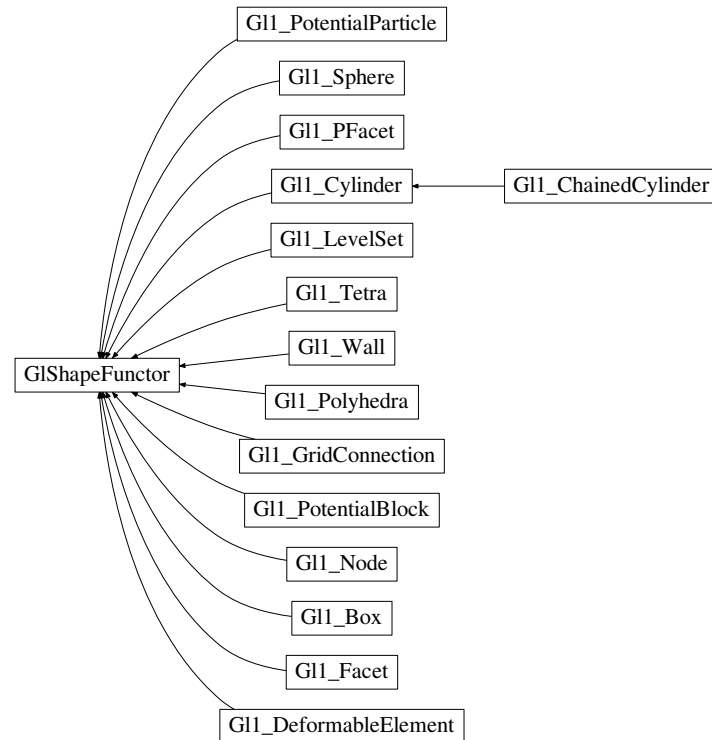 Gl1_PotentialParticle
Gl1_Sphere
Gl1_PFacet
Gl1_Cylinder
Gl1_ChainedCylinder
Gl1_LevelSet
Gl1_Tetra
Gl1_Wall
GlShapeFunctor
Gl1_Polyhedra
Gl1_GridConnection
Gl1_PotentialBlock
Gl1_Node
Gl1_Box
Gl1_Facet
Gl1_DeformableElement